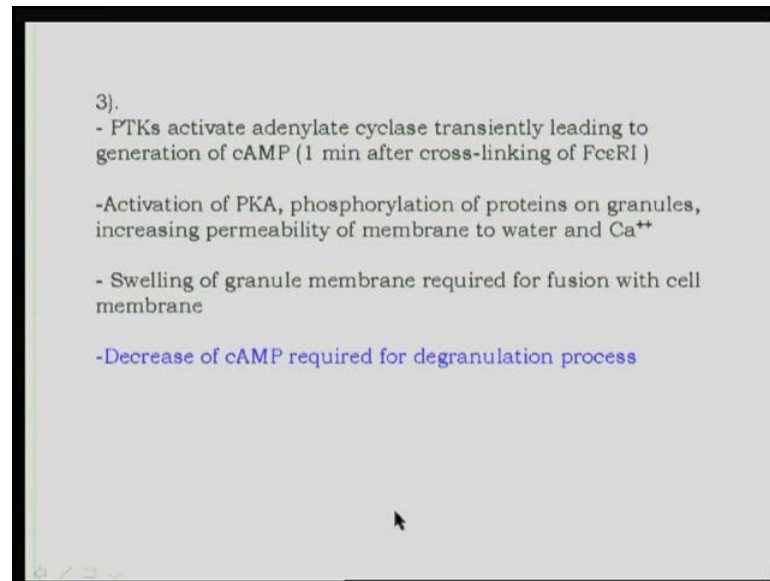 3).
- PTKs activate adenylate cyclase transiently leading to
generation of cAMP (1 min after cross-linking of FcεRI )
-Activation of PKA, phosphorylation of proteins on granules,
increasing permeability of membrane to water and Ca⁺⁺
- Swelling of granule membrane required for fusion with cell
membrane
-Decrease of cAMP required for degranulation process